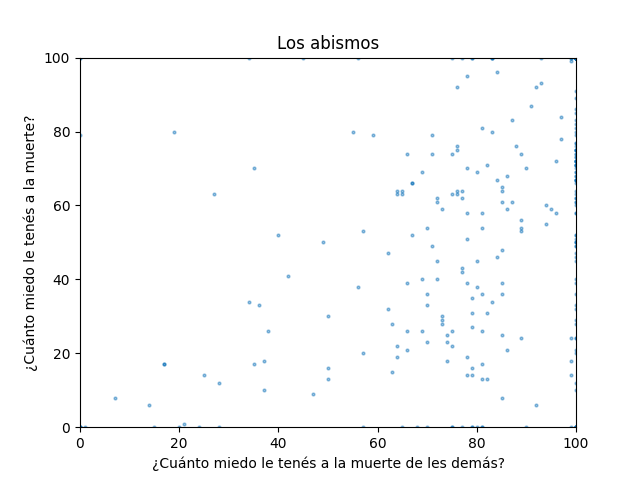 Los abismos
¿Cuánto miedo le tenés a la muerte?
100
80
60
40
20
0
0 20 40 60 80 100
¿Cuánto miedo le tenés a la muerte de les demás?